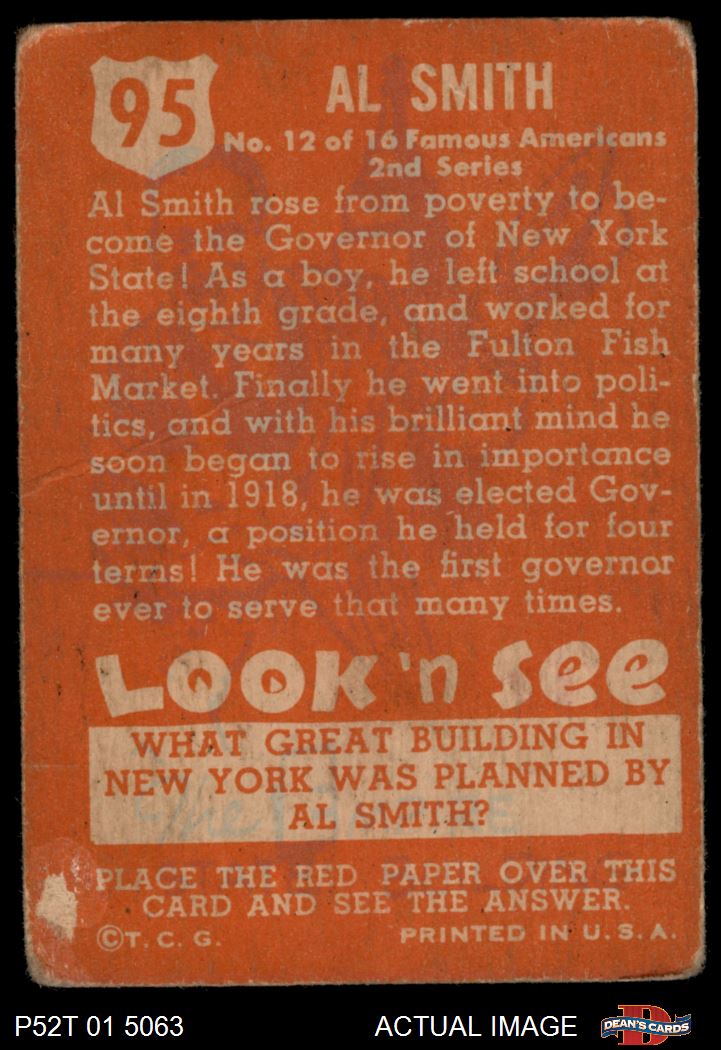 95
AL SMITH
No. 12 of 16 Famous Americans
2nd Series
Al Smith rose from poverty to be-
come the Governor of New York
State! As a boy, he left school at
the eighth grade, and worked for
many years in the Fulton Fish
Market. Finally he went into poli-
tics, and with his brilliant mind he
soon began to rise in importance
until in 1918, he was elected Gov-
ernor, a position he held for four
terms! He was the first governor
ever to serve that many times.
LOOK 'n SEE
WHAT GREAT BUILDING IN
NEW YORK WAS PLANNED BY
AL SMITH?
PLACE THE RED PAPER OVER THIS
CARD AND SEE THE ANSWER.
©T. C. G. PRINTED IN U. S. A.
P52T 01 5063 ACTUAL IMAGE DEAN'S CARDS